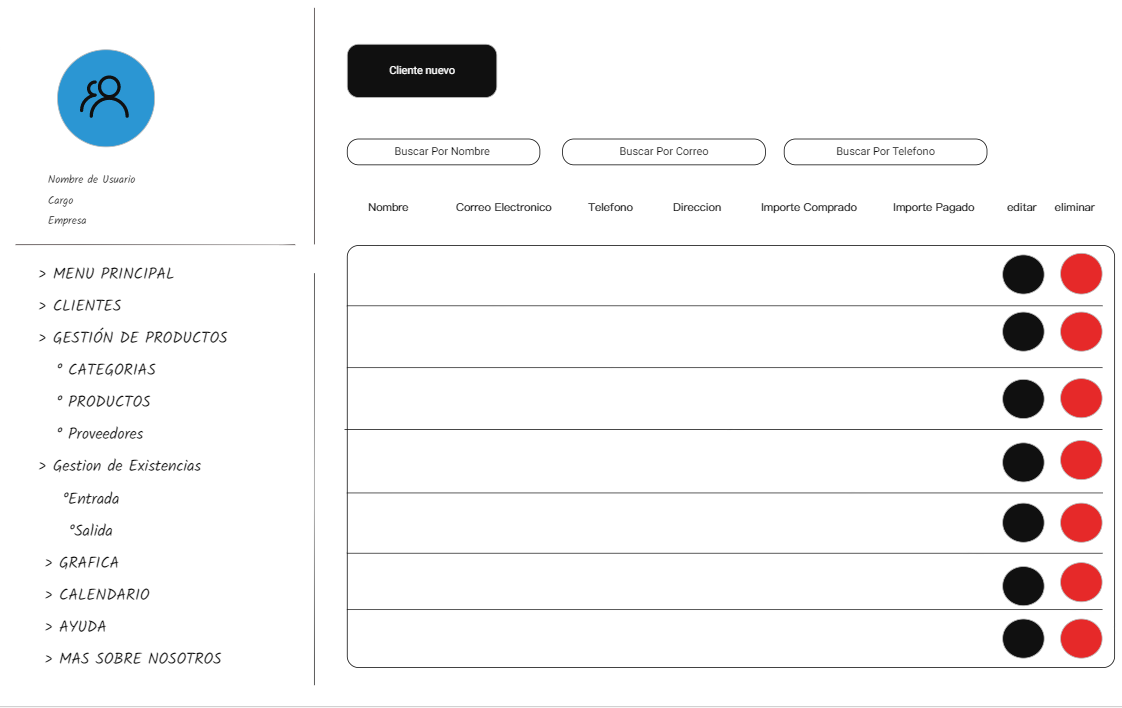 Nombre de Usuario
Cargo
Empresa
> MENU PRINCIPAL
> CLIENTES
> GESTIÓN DE PRODUCTOS
° CATEGORIAS
° PRODUCTOS
° Proveedores
> Gestion de Existencias
°Entrada
°Salida
> GRAFICA
> CALENDARIO
> AYUDA
> MAS SOBRE NOSOTROS
Cliente nuevo
Buscar Por Nombre Buscar Por Correo Buscar Por Telefono
Nombre Correo Electronico Telefono Direccion Importe Comprado Importe Pagado editar eliminar